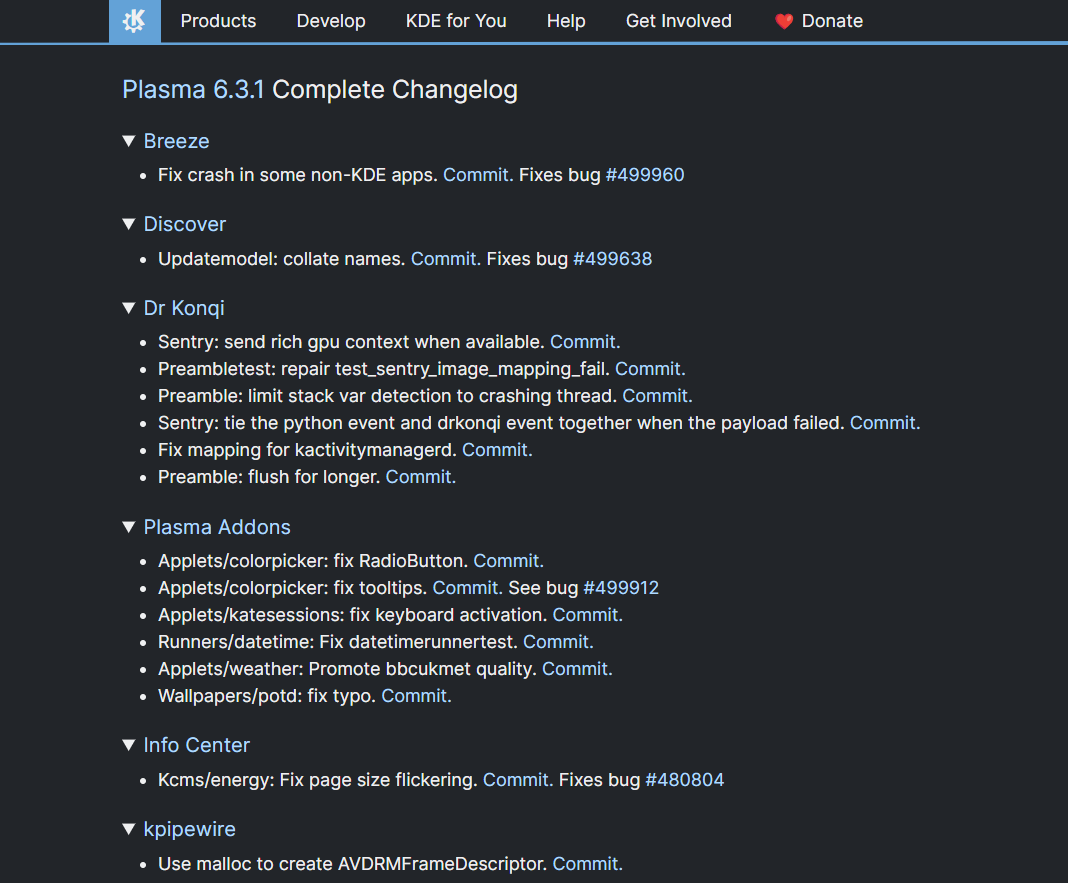 Products Develop KDE for You Help Get Involved Donate
Plasma 6.3.1 Complete Changelog
Breeze
Fix crash in some non-KDE apps. Commit. Fixes bug #499960
Discover
Updatemodel: collate names. Commit. Fixes bug #499638
Dr Konqi
Sentry: send rich gpu context when available. Commit.
Preambletest: repair test_sentry_image_mapping_fail. Commit.
Preamble: limit stack var detection to crashing thread. Commit.
Sentry: tie the python event and drkonqi event together when the payload failed. Commit.
Fix mapping for kactivitymanagerd. Commit.
Preamble: flush for longer. Commit.
Plasma Addons
Applets/colorpicker: fix RadioButton. Commit.
Applets/colorpicker: fix tooltips. Commit. See bug #499912
Applets/katesessions: fix keyboard activation. Commit.
Runners/datetime: Fix datetimerunnertest. Commit.
Applets/weather: Promote bbcukmet quality. Commit.
Wallpapers/potd: fix typo. Commit.
Info Center
Kcms/energy: Fix page size flickering. Commit. Fixes bug #480804
kpipewire
Use malloc to create AVDRMFrameDescriptor. Commit.